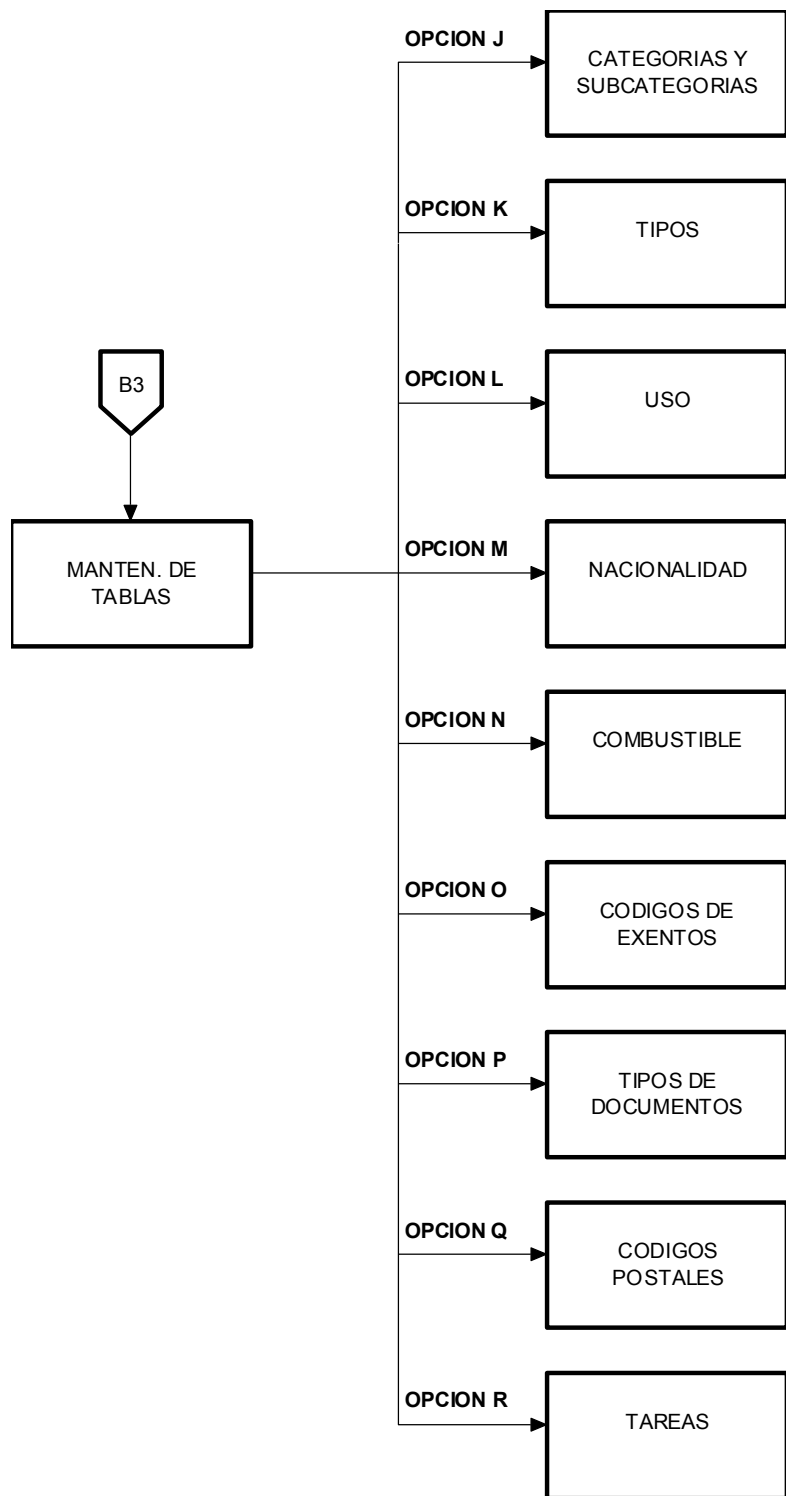 OPCION J
CATEGORIAS Y
SUBCATEGORIAS
OPCION K
TIPOS
B3
OPCION L
USO
MANTEN. DE
TABLAS
OPCION M
NACIONALIDAD
OPCION N
COMBUSTIBLE
OPCION O
CODIGOS DE
EXENTOS
OPCION P
TIPOS DE
DOCUMENTOS
OPCION Q
CODIGOS
POSTALES
OPCION R
TAREAS